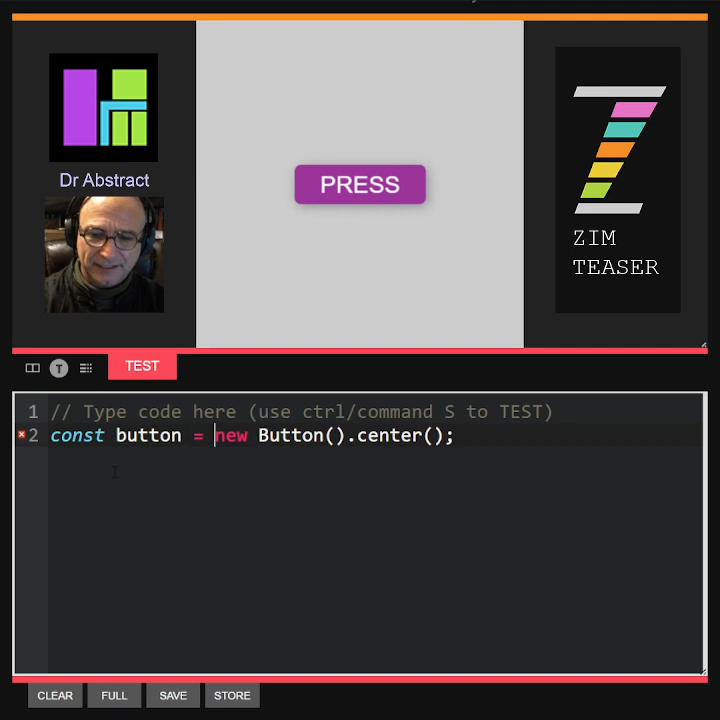 Dr Abstract
PRESS
ZIM
TEASER
T
TEST
1 // Type code here (use ctrl/command S to TEST)
2 const button = new Button().center();
CLEAR
FULL
SAVE
STORE